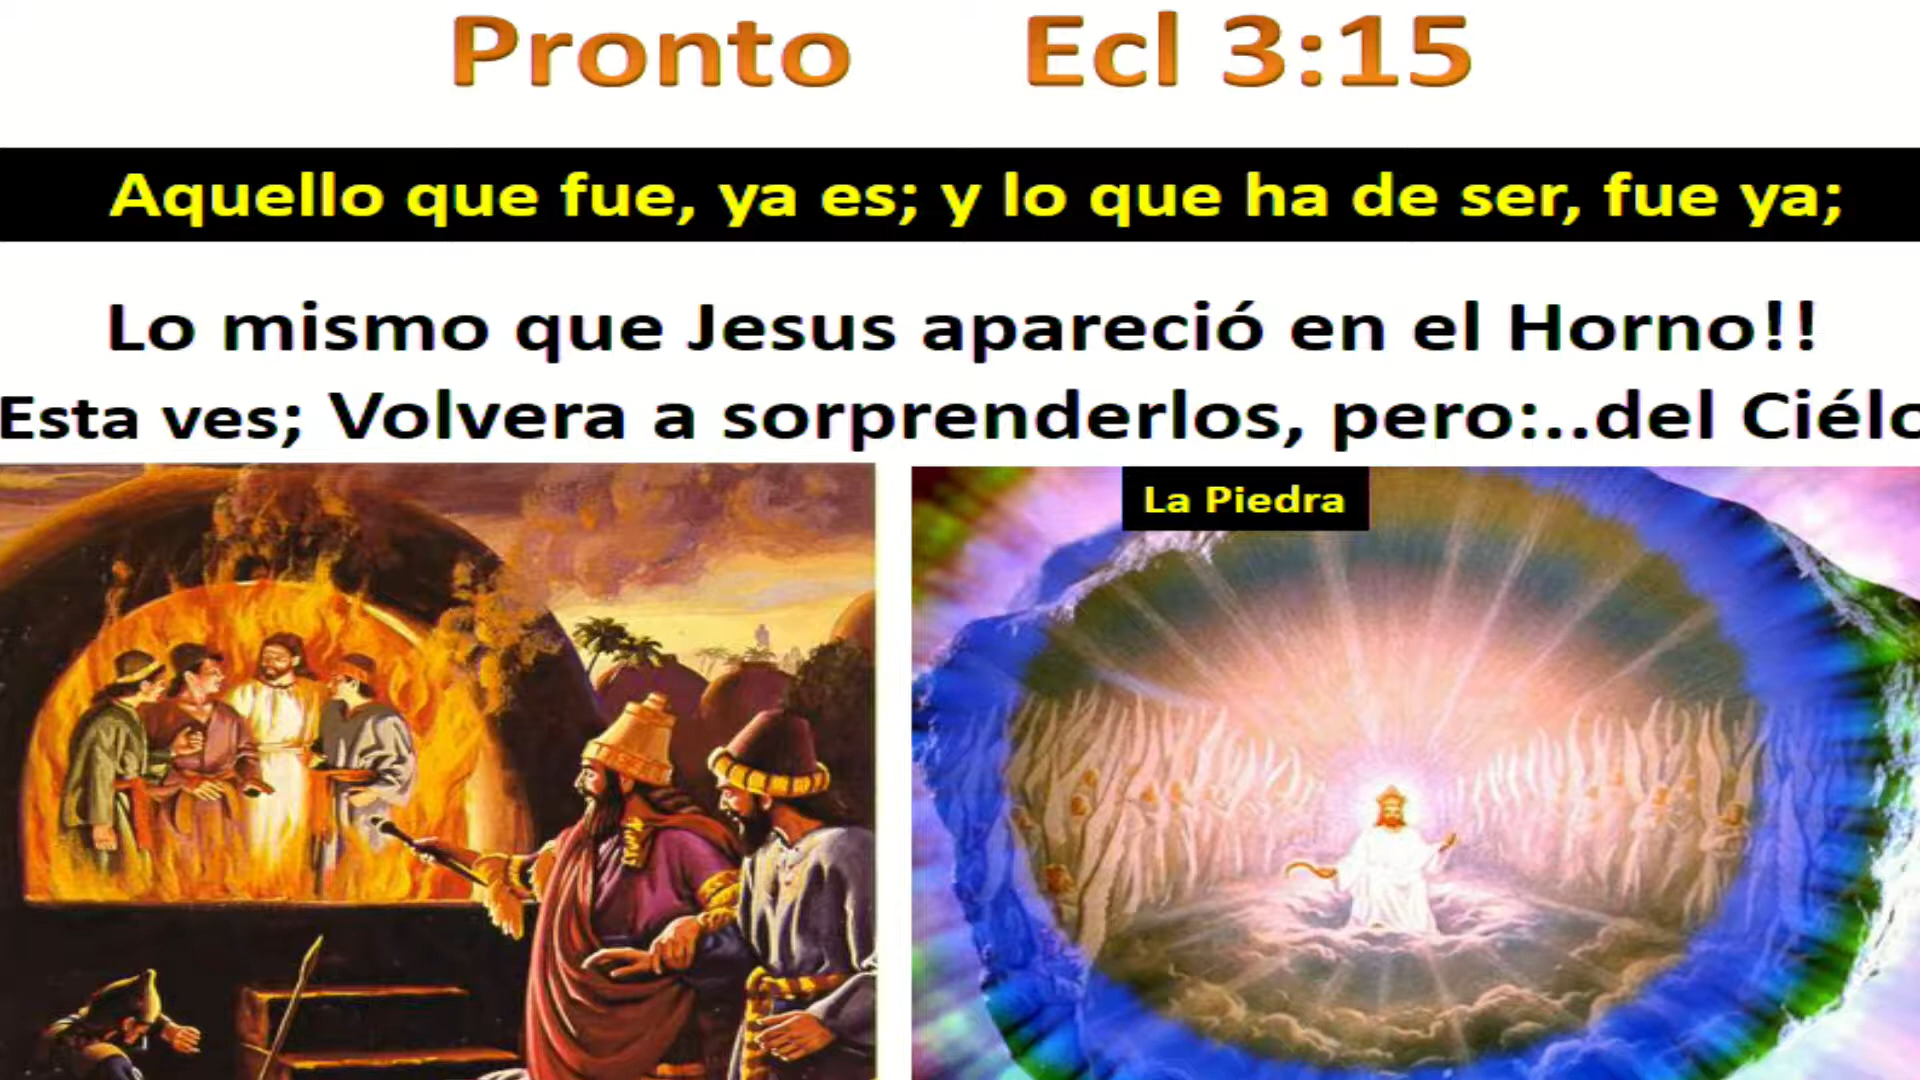 Pronto Ecl 3:15
Aquello que fue, ya es; y lo que ha de ser, fue ya;
Lo mismo que Jesus apareció en el Horno!!
Esta ves; Volvera a sorprenderlos, pero:..del Ciélo
La Piedra